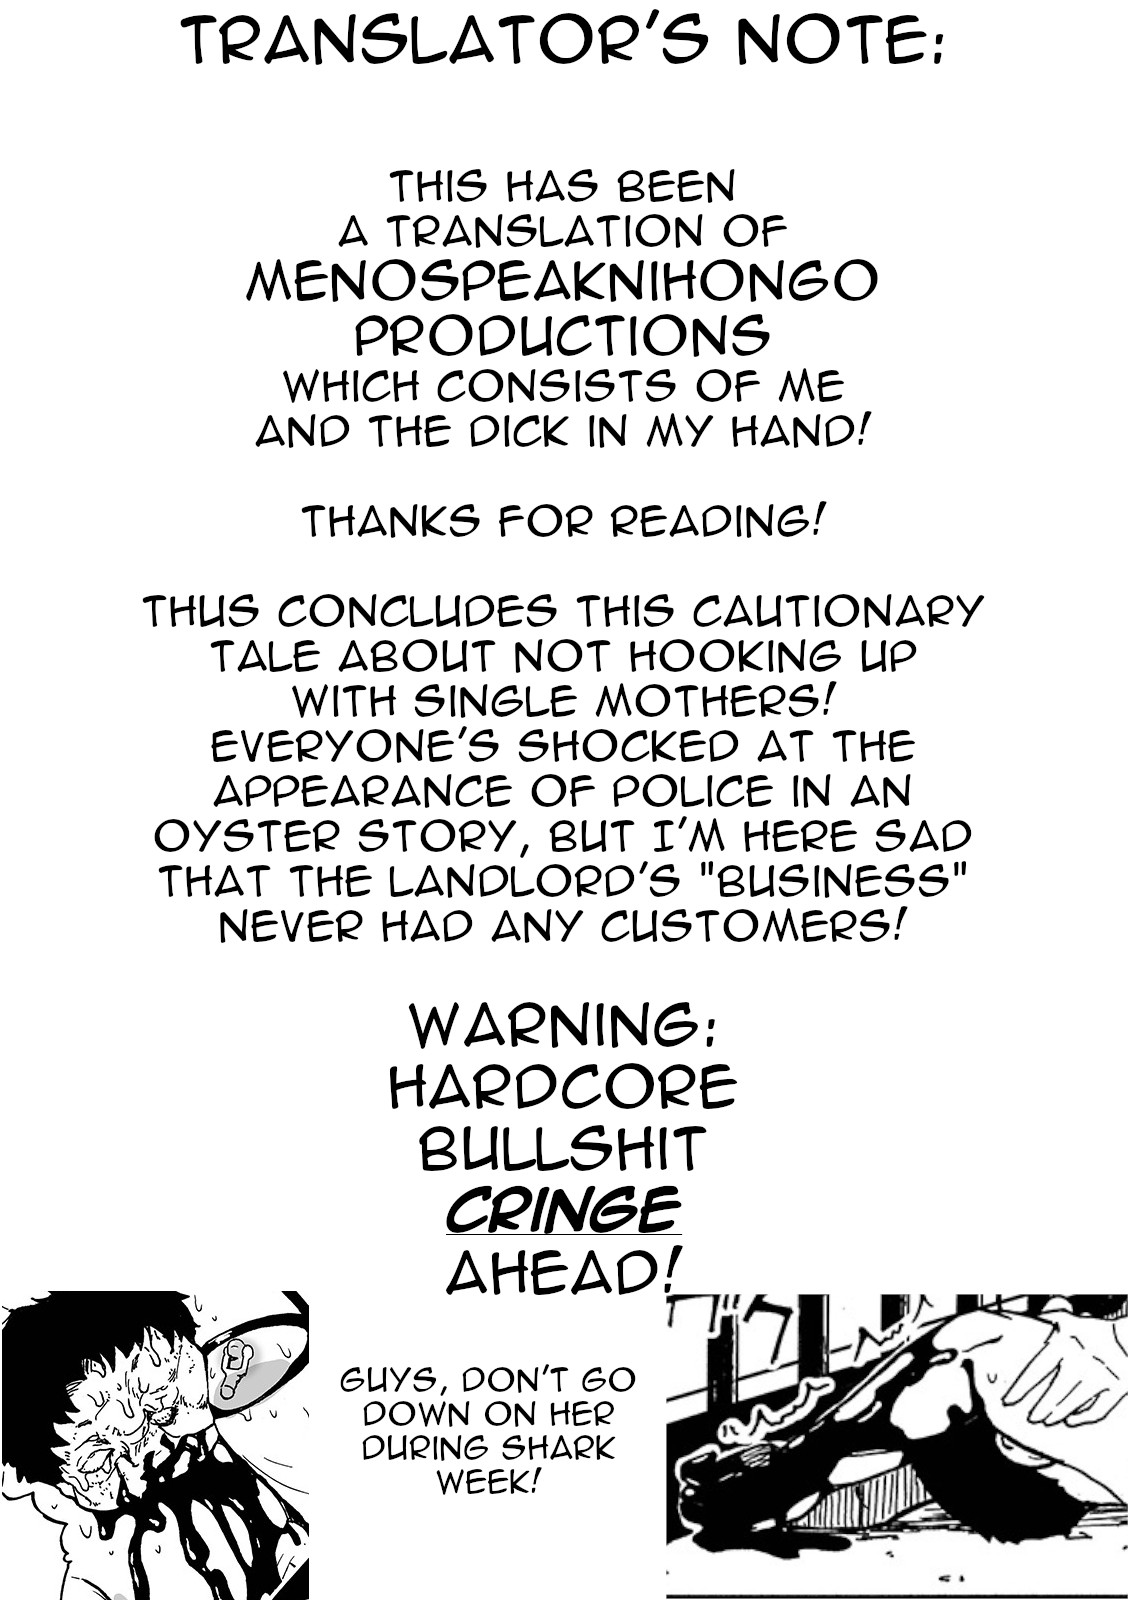 TRANSLATOR'S NOTE:
THIS HAS BEEN
A TRANSLATION OF
MENOSPEAKNIHONGO
PRODUCTIONS
WHICH CONSISTS OF ME
AND THE DICK IN MY HAND!
THANKS FOR READING!
THUS CONCLUDES THIS CAUTIONARY
TALE ABOUT NOT HOOKING UP
WITH SINGLE MOTHERS!
EVERYONE'S SHOCKED AT THE
APPEARANCE OF POLICE IN AN
OYSTER STORY, BUT I'M HERE SAD
THAT THE LANDLORD'S "BUSINESS"
NEVER HAD ANY CUSTOMERS!
WARNING:
HARDCORE
BULLSHIT
CRINGE
AHEAD!
GUYS, DON'T GO
DOWN ON HER
DURING SHARK
WEEK!